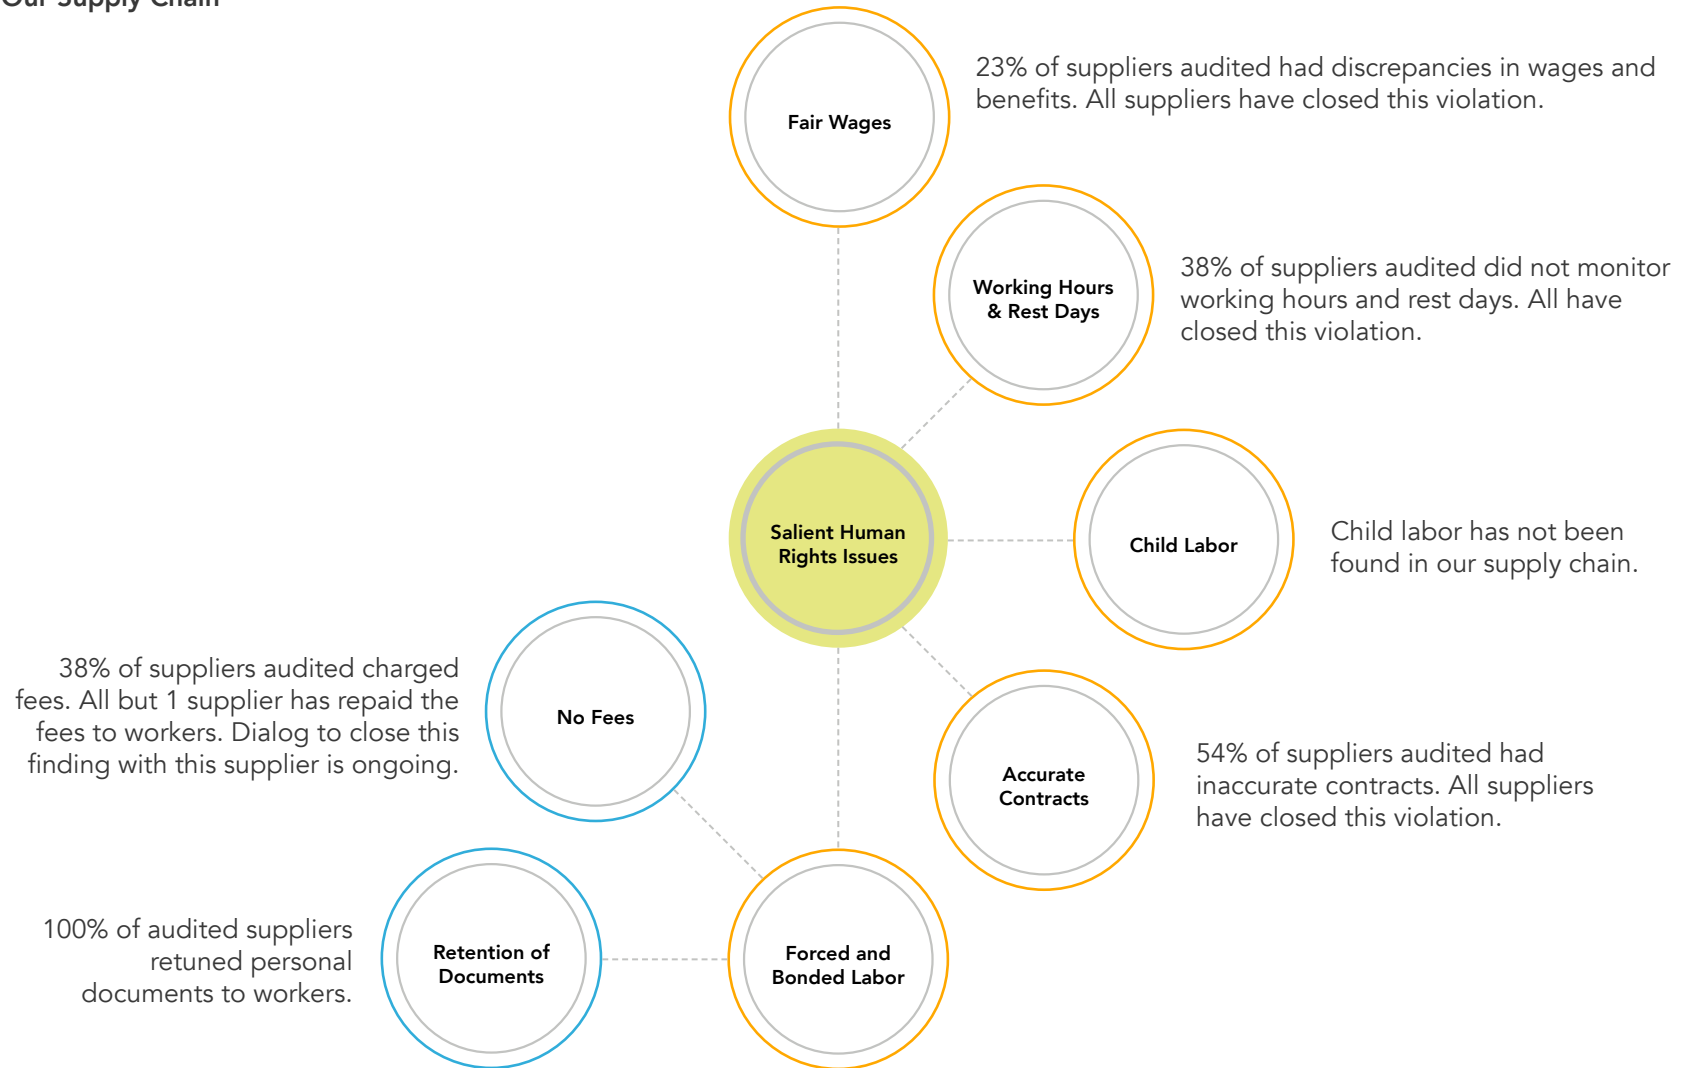 Our Supply Chain
Fair Wages
23% of suppliers audited had discrepancies in wages and
benefits. All suppliers have closed this violation.
Working Hours
& Rest Days
38% of suppliers audited did not monitor
working hours and rest days. All have
closed this violation.
Salient Human
Rights Issues
Child Labor
Child labor has not been
found in our supply chain.
38% of suppliers audited charged
fees. All but 1 supplier has repaid the
fees to workers. Dialog to close this
finding with this supplier is ongoing.
No Fees
Accurate
Contracts
54% of suppliers audited had
inaccurate contracts. All suppliers
have closed this violation.
100% of audited suppliers
retuned personal
documents to workers.
Retention of
Documents
Forced and
Bonded Labor